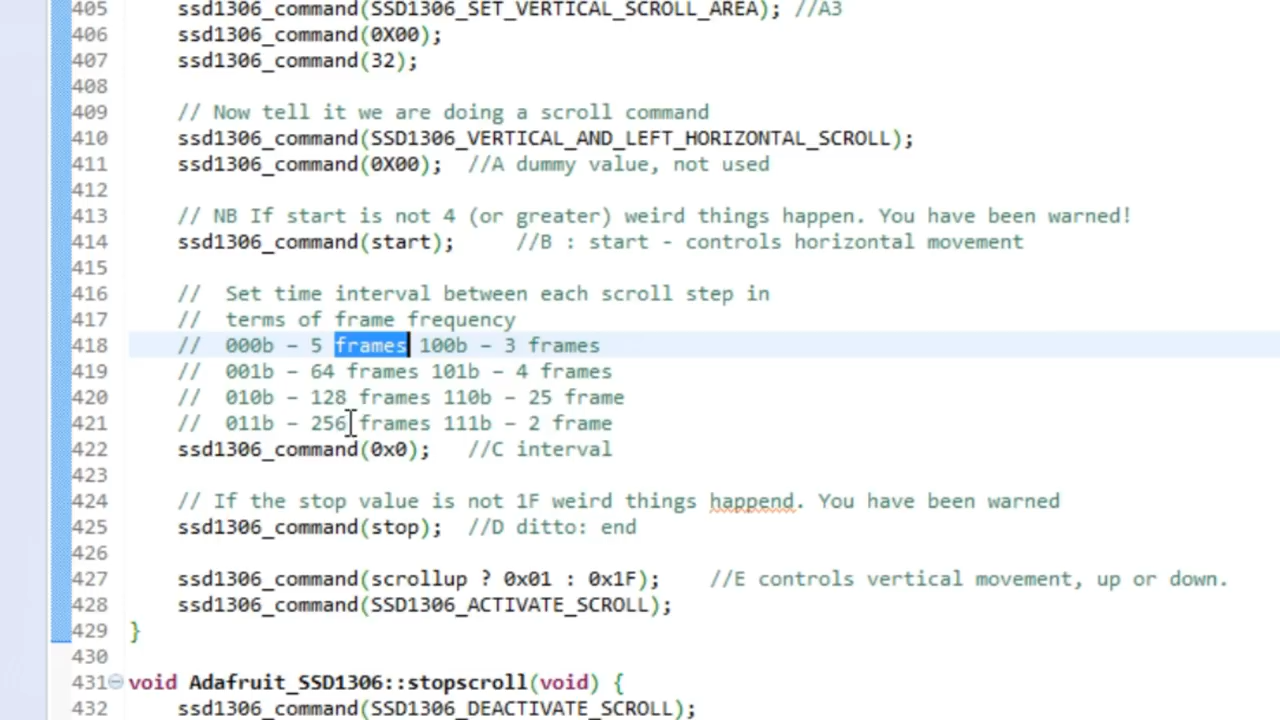 405 ssd1306_command(SSD1306_SET_VERTICAL_SCROLL_AREA); //A3
406 ssd1306_command(0X00);
407 ssd1306_command(32);
408
409 // Now tell it we are doing a scroll command
410 ssd1306_command(SSD1306_VERTICAL_AND_LEFT_HORIZONTAL_SCROLL);
411 ssd1306_command(0X00); //A dummy value, not used
412
413 // NB If start is not 4 (or greater) weird things happen. You have been warned!
414 ssd1306_command(start); //B : start - controls horizontal movement
415
416 // Set time interval between each scroll step in
417 // terms of frame frequency
418 // 000b – 5 frames 100b – 3 frames
419 // 001b – 64 frames 101b – 4 frames
420 // 010b – 128 frames 110b – 25 frame
421 // 011b – 256 frames 111b – 2 frame
422 ssd1306_command(0x0); //C interval
423
424 // If the stop value is not 1F weird things happend. You have been warned
425 ssd1306_command(stop); //D ditto: end
426
427 ssd1306_command(scrollup ? 0x01 : 0x1F); //E controls vertical movement, up or down.
428 ssd1306_command(SSD1306_ACTIVATE_SCROLL);
429 }
430
431 void Adafruit_SSD1306::stopscroll(void) {
432 ssd1306_command(SSD1306_DEACTIVATE_SCROLL);